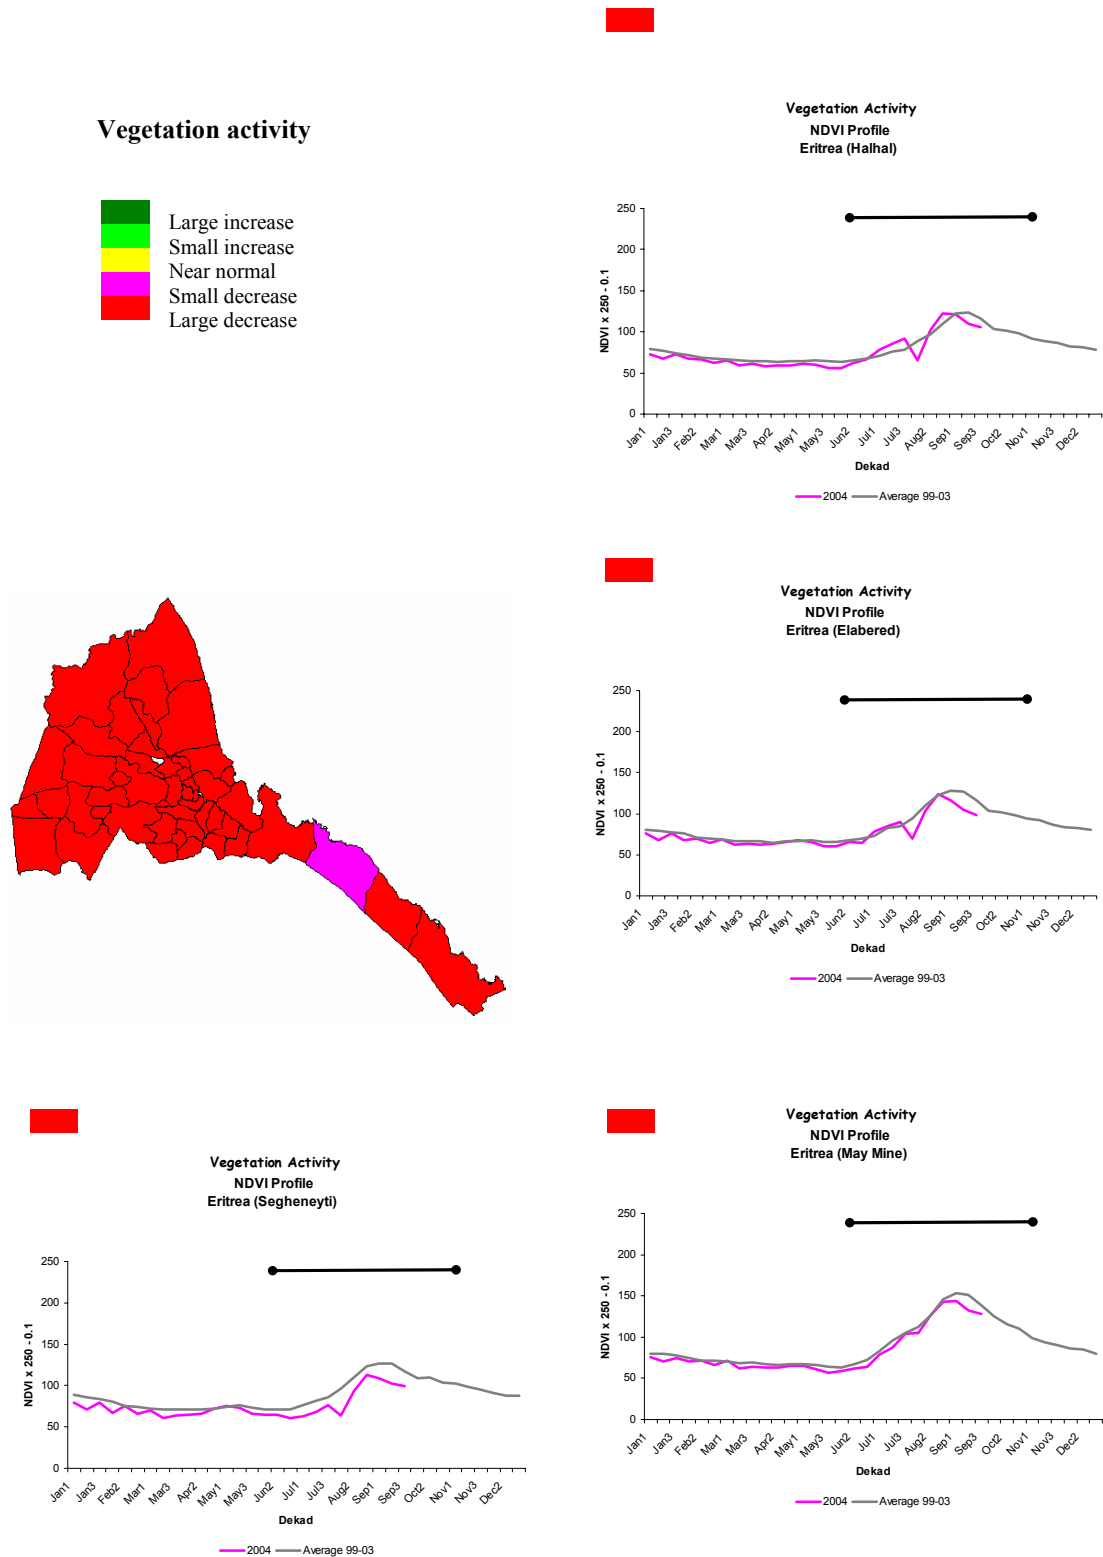 Vegetation activity
Large increase
Small increase
Near normal
Small decrease
Large decrease
Vegetation Activity
NDVI Profile
Eritrea (Halhal)
250
200
150
100
50
0
NDVI x 250 - 0.1
Jan1 Jan3 Feb2 Mar1 Mar3 Apr2 May1 May3 Jun2 Jul1 Jul3 Aug2 Sep1 Sep3 Oct2 Nov1 Nov3 Dec2
Dekad
2004 Average 99-03
Vegetation Activity
NDVI Profile
Eritrea (Elabered)
250
200
150
100
50
0
NDVI x 250 - 0.1
Jan1 Jan3 Feb2 Mar1 Mar3 Apr2 May1 May3 Jun2 Jul1 Jul3 Aug2 Sep1 Sep3 Oct2 Nov1 Nov3 Dec2
Dekad
2004 Average 99-03
Vegetation Activity
NDVI Profile
Eritrea (Segheneyti)
250
200
150
100
50
0
NDVI x 250 - 0.1
Jan1 Jan3 Feb2 Mar1 Mar3 Apr2 May1 May3 Jun2 Jul1 Jul3 Aug2 Sep1 Sep3 Oct2 Nov1 Nov3 Dec2
Dekad
2004 Average 99-03
Vegetation Activity
NDVI Profile
Eritrea (May Mine)
250
200
150
100
50
0
NDVI x 250 - 0.1
Jan1 Jan3 Feb2 Mar1 Mar3 Apr2 May1 May3 Jun2 Jul1 Jul3 Aug2 Sep1 Sep3 Oct2 Nov1 Nov3 Dec2
Dekad
2004 Average 99-03